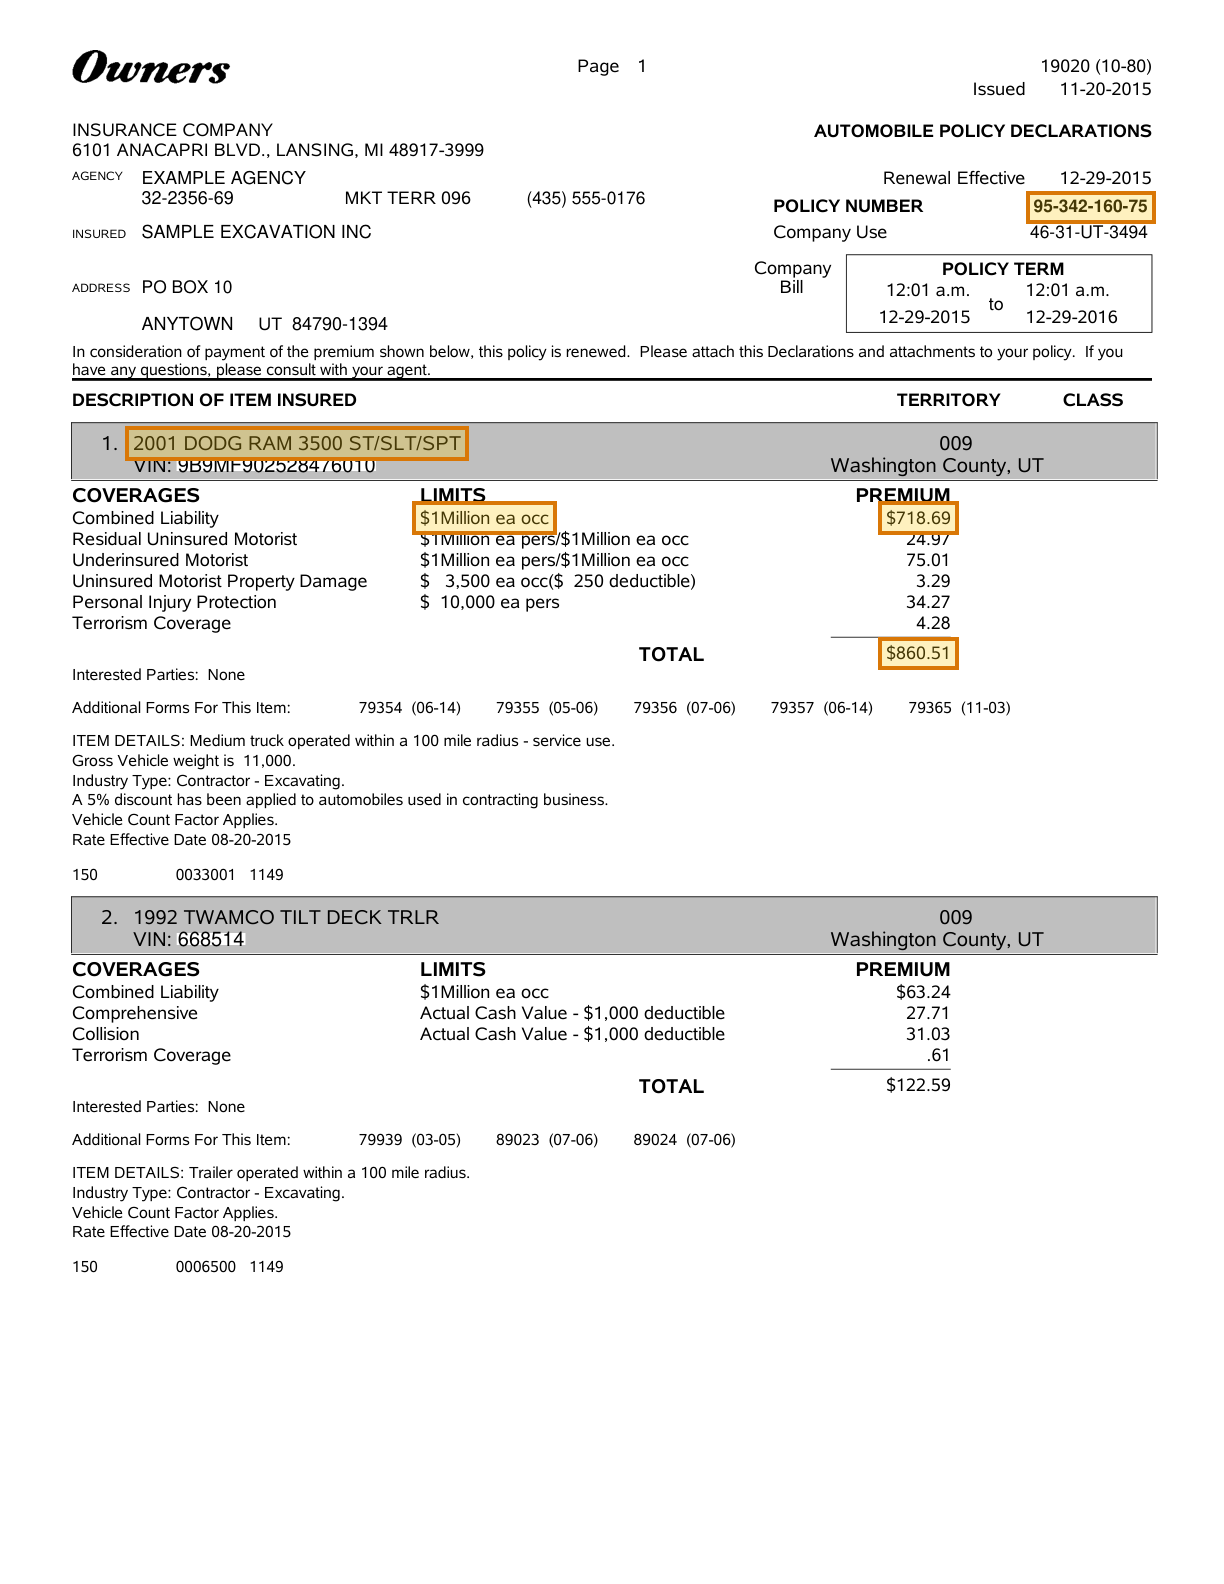 Owners
Page 1
19020 (10-80)
Issued 11-20-2015
INSURANCE COMPANY
6101 ANACAPRI BLVD., LANSING, MI 48917-3999
AUTOMOBILE POLICY DECLARATIONS
AGENCY EXAMPLE AGENCY
32-2356-69 MKT TERR 096 (435) 555-0176
Renewal Effective 12-29-2015
POLICY NUMBER 95-342-160-75
INSURED SAMPLE EXCAVATION INC
Company Use 46-31-UT-3494
ADDRESS PO BOX 10
ANYTOWN UT 84790-1394
Company Bill
POLICY TERM
12:01 a.m. to 12:01 a.m.
12-29-2015 12-29-2016
In consideration of payment of the premium shown below, this policy is renewed. Please attach this Declarations and attachments to your policy. If you
have any questions, please consult with your agent.
DESCRIPTION OF ITEM INSURED TERRITORY CLASS
1. 2001 DODG RAM 3500 ST/SLT/SPT 009
VIN: 9B9MF902528476010 Washington County, UT
COVERAGES LIMITS PREMIUM
Combined Liability $1Million ea occ $718.69
Residual Uninsured Motorist $1Million ea pers/$1Million ea occ 24.97
Underinsured Motorist $1Million ea pers/$1Million ea occ 75.01
Uninsured Motorist Property Damage $ 3,500 ea occ($ 250 deductible) 3.29
Personal Injury Protection $ 10,000 ea pers 34.27
Terrorism Coverage 4.28
TOTAL $860.51
Interested Parties: None
Additional Forms For This Item: 79354 (06-14) 79355 (05-06) 79356 (07-06) 79357 (06-14) 79365 (11-03)
ITEM DETAILS: Medium truck operated within a 100 mile radius - service use.
Gross Vehicle weight is 11,000.
Industry Type: Contractor - Excavating.
A 5% discount has been applied to automobiles used in contracting business.
Vehicle Count Factor Applies.
Rate Effective Date 08-20-2015
150 0033001 1149
2. 1992 TWAMCO TILT DECK TRLR 009
VIN: 668514 Washington County, UT
COVERAGES LIMITS PREMIUM
Combined Liability $1Million ea occ $63.24
Comprehensive Actual Cash Value - $1,000 deductible 27.71
Collision Actual Cash Value - $1,000 deductible 31.03
Terrorism Coverage .61
TOTAL $122.59
Interested Parties: None
Additional Forms For This Item: 79939 (03-05) 89023 (07-06) 89024 (07-06)
ITEM DETAILS: Trailer operated within a 100 mile radius.
Industry Type: Contractor - Excavating.
Vehicle Count Factor Applies.
Rate Effective Date 08-20-2015
150 0006500 1149